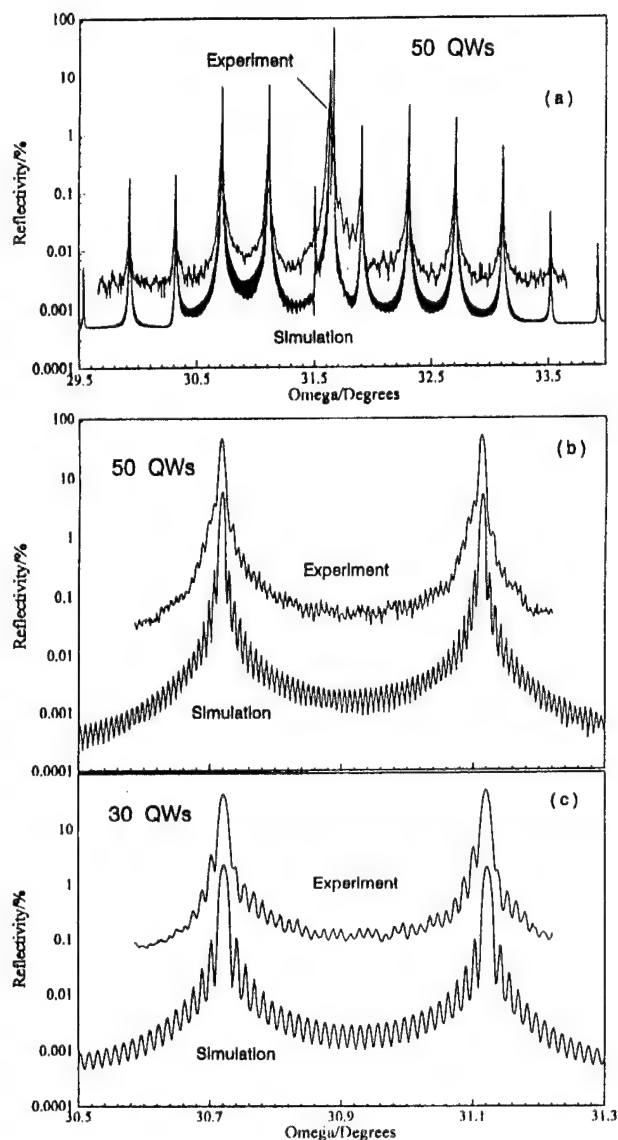 50 QWs
(a)
Experiment
Simulation
Reflectivity/%
100
10
1
0.1
0.01
0.001
0.0001
29.5 30.5 31.5 32.5 33.5
Omega/Degrees
50 QWs
(b)
Experiment
Simulation
Reflectivity/%
100
10
1
0.1
0.01
0.001
0.0001
30 QWs
(c)
Experiment
Simulation
Reflectivity/%
10
1
0.1
0.01
0.001
0.0001
30.5 30.7 30.9 31.1 31.3
Omega/Degrees